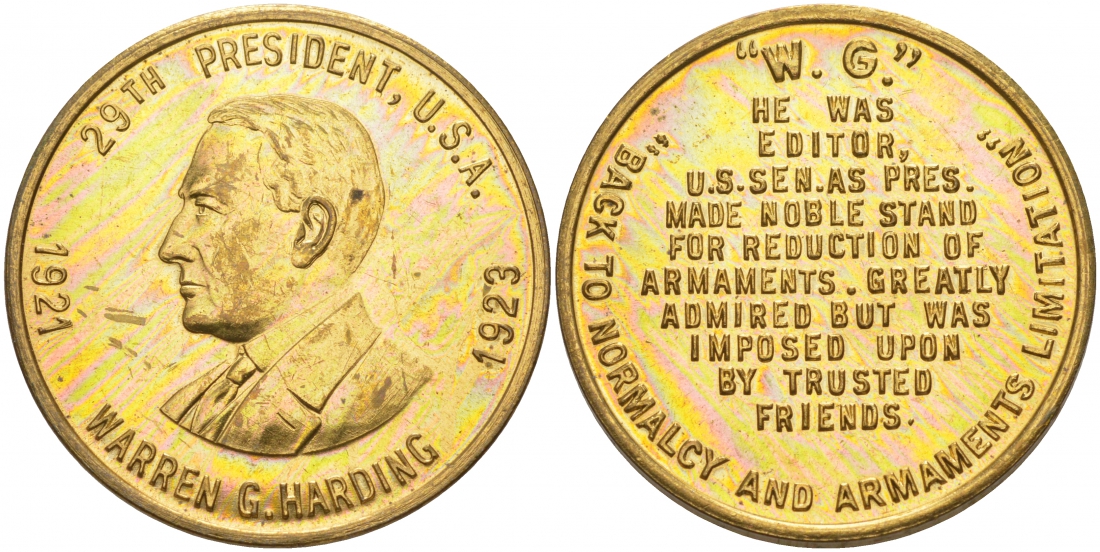 29TH PRESIDENT, U.S.A.
1921
1923
WARREN G. HARDING
"W. G."
HE WAS
EDITOR,
U.S. SEN. AS PRES.
MADE NOBLE STAND
FOR REDUCTION OF
ARMAMENTS. GREATLY
ADMIRED BUT WAS
IMPOSED UPON
BY TRUSTED
FRIENDS.
"BACK TO NORMALCY AND ARMAMENTS LIMITATION"